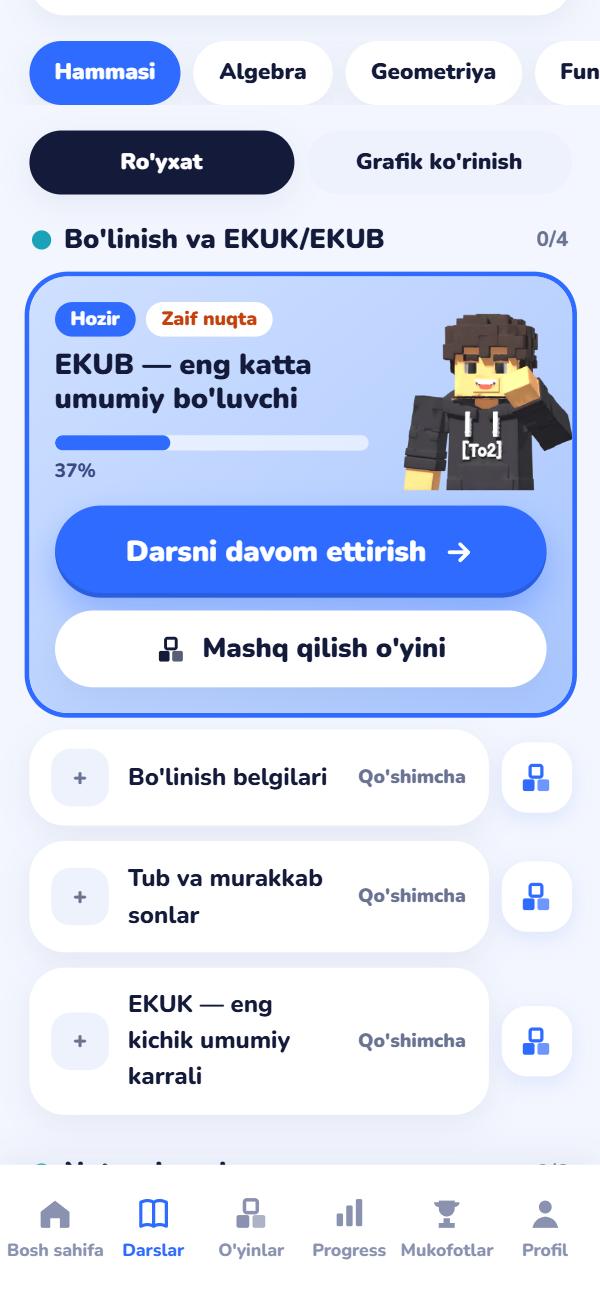 Hammasi
Algebra
Geometriya
Fun
Ro'yxat
Grafik ko'rinish
Bo'linish va EKUK/EKUB
0/4
Hozir
Zaif nuqta
EKUB — eng katta
umumiy bo'luvchi
[To2]
37%
Darsni davom ettirish
Mashq qilish o'yini
Bo'linish belgilari
Qo'shimcha
Tub va murakkab
sonlar
Qo'shimcha
EKUK — eng
kichik umumiy
karrali
Qo'shimcha
Bosh sahifa
Darslar
O'yinlar
Progress
Mukofotlar
Profil